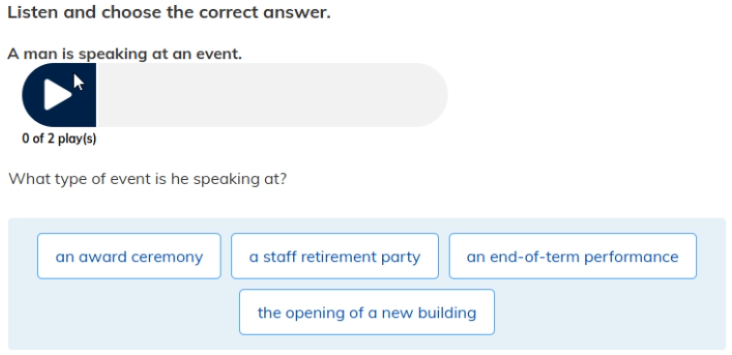 Listen and choose the correct answer.
A man is speaking at an event.
0 of 2 play(s)
What type of event is he speaking at?
an award ceremony
a staff retirement party
an end-of-term performance
the opening of a new building